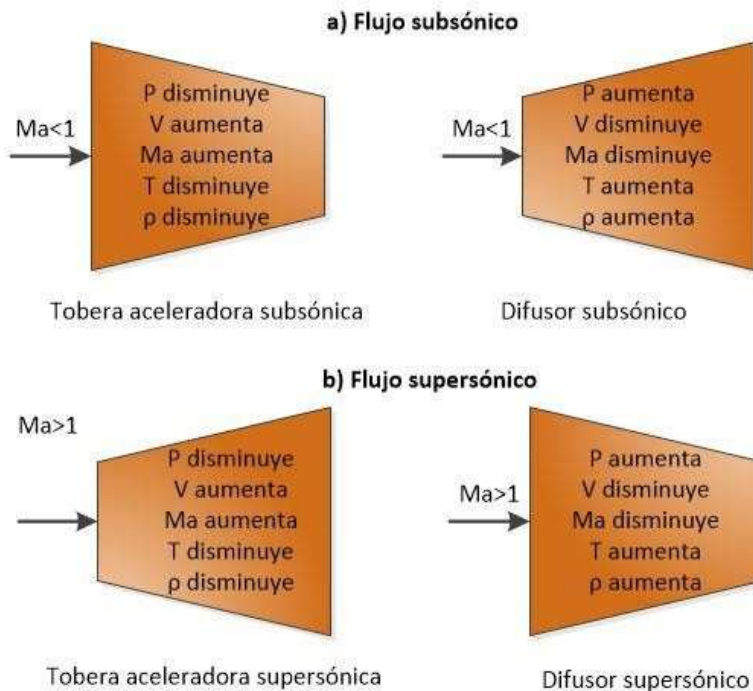 a) Flujo subsónico
Ma<1
P disminuye
V aumenta
Ma aumenta
T disminuye
ρ disminuye
Tobera aceleradora subsónica
Ma<1
P aumenta
V disminuye
Ma disminuye
T aumenta
ρ aumenta
Difusor subsónico
b) Flujo supersónico
Ma>1
P disminuye
V aumenta
Ma aumenta
T disminuye
ρ disminuye
Tobera aceleradora supersónica
Ma>1
P aumenta
V disminuye
Ma disminuye
T aumenta
ρ aumenta
Difusor supersónico